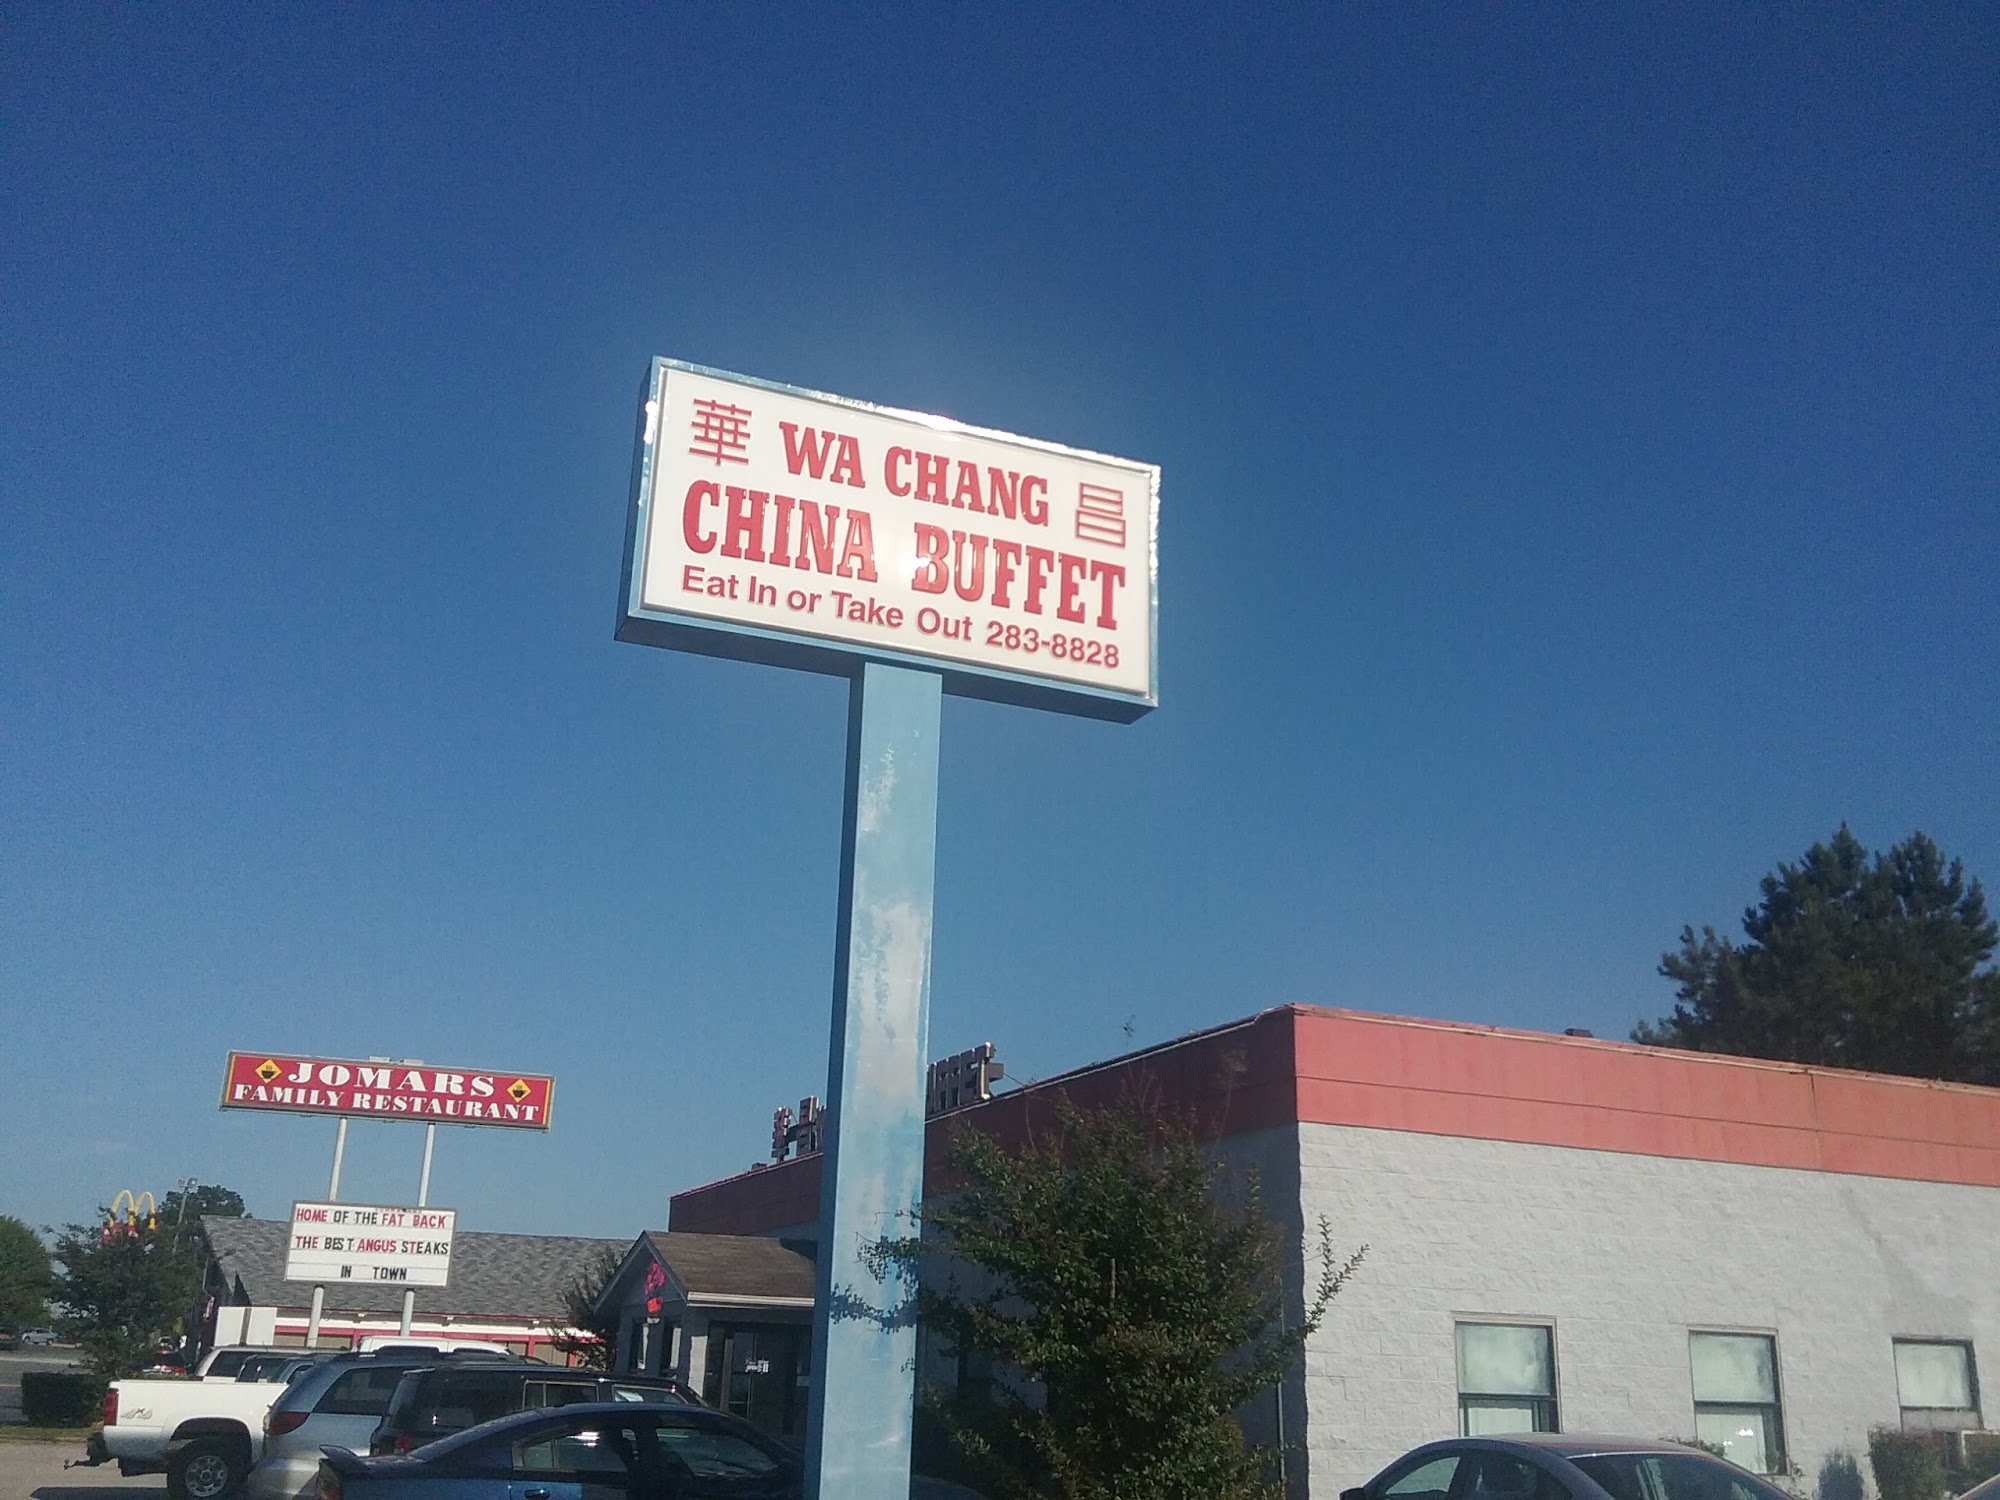 華 WA CHANG 昌
CHINA BUFFET
Eat In or Take Out 283-8828
JOMARS
FAMILY RESTAURANT
HOME OF THE FAT BACK
THE BEST ANGUS STEAKS
IN TOWN